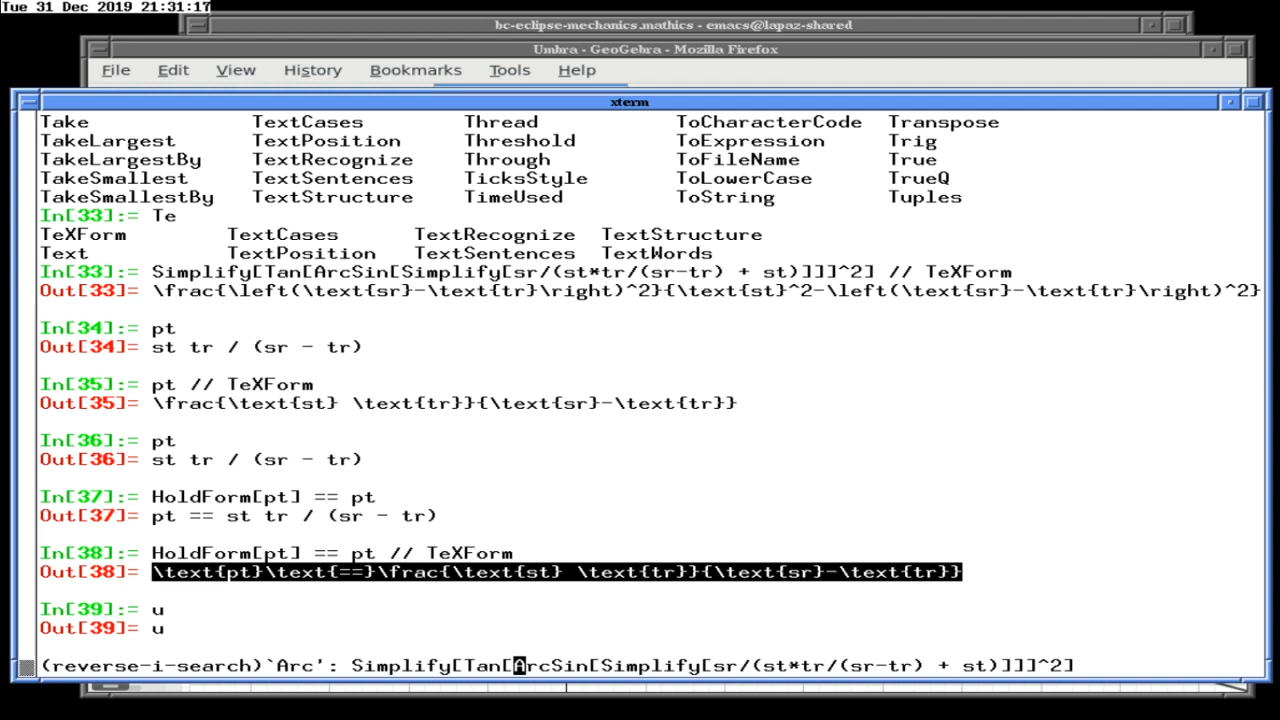 Tue 31 Dec 2019 21:31:17
bc-eclipse-mechanics.mathics - emacs@lapaz-shared
Umbra - GeoGebra - Mozilla Firefox
File Edit View History Bookmarks Tools Help
xterm
Take TextCases Thread ToCharacterCode Transpose
TakeLargest TextPosition Threshold ToExpression Trig
TakeLargestBy TextRecognize Through ToFileName True
TakeSmallest TextSentences TicksStyle ToLowerCase TrueQ
TakeSmallestBy TextStructure TimeUsed ToString Tuples
In[33]:= Te
TeXForm TextCases TextRecognize TextStructure
Text TextPosition TextSentences TextWords
In[33]:= Simplify[Tan[ArcSin[Simplify[sr/(st*tr/(sr-tr) + st)]]]^2] // TeXForm
Out[33]= \frac{\left(\text{sr}-\text{tr}\right)^2}{\text{st}^2-\left(\text{sr}-\text{tr}\right)^2}
In[34]:= pt
Out[34]= st tr / (sr - tr)
In[35]:= pt // TeXForm
Out[35]= \frac{\text{st} \text{tr}}{\text{sr}-\text{tr}}
In[36]:= pt
Out[36]= st tr / (sr - tr)
In[37]:= HoldForm[pt] == pt
Out[37]= pt == st tr / (sr - tr)
In[38]:= HoldForm[pt] == pt // TeXForm
Out[38]= \text{pt}\text{==}\frac{\text{st} \text{tr}}{\text{sr}-\text{tr}}
In[39]:= u
Out[39]= u
(reverse-i-search)`Arc': Simplify[Tan[ArcSin[Simplify[sr/(st*tr/(sr-tr) + st)]]]^2]